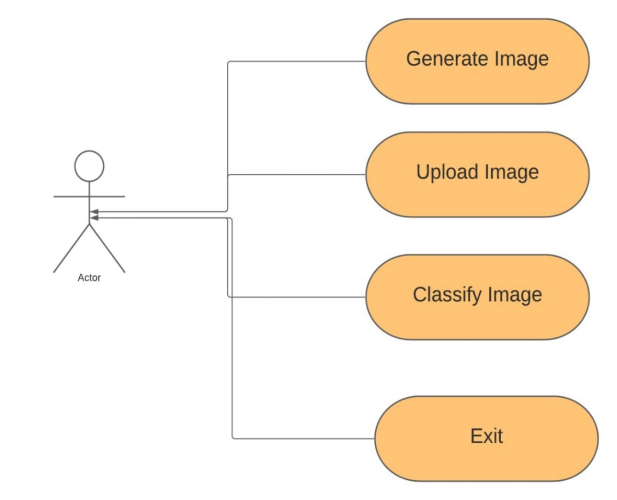 Generate Image
Upload Image
Actor
Classify Image
Exit